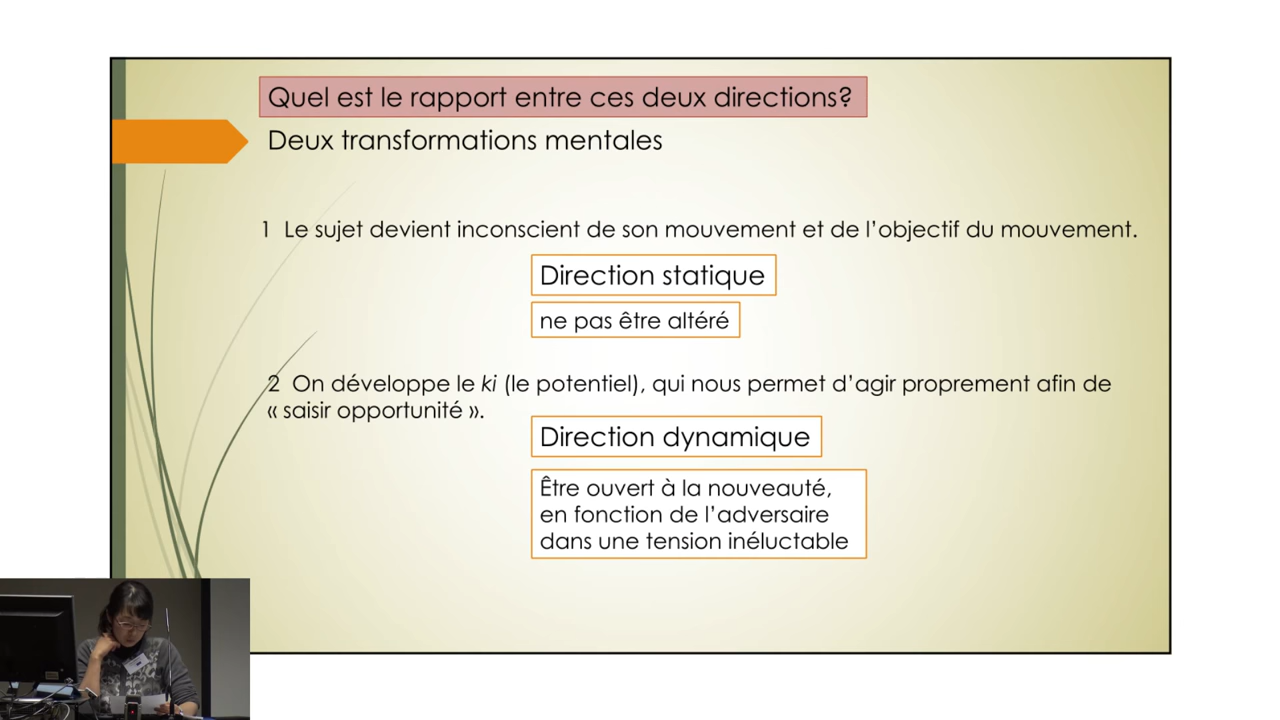 Quel est le rapport entre ces deux directions?
Deux transformations mentales
1 Le sujet devient inconscient de son mouvement et de l’objectif du mouvement.
Direction statique
ne pas être altéré
2 On développe le ki (le potentiel), qui nous permet d’agir proprement afin de
« saisir opportunité ».
Direction dynamique
Être ouvert à la nouveauté,
en fonction de l’adversaire
dans une tension inéluctable